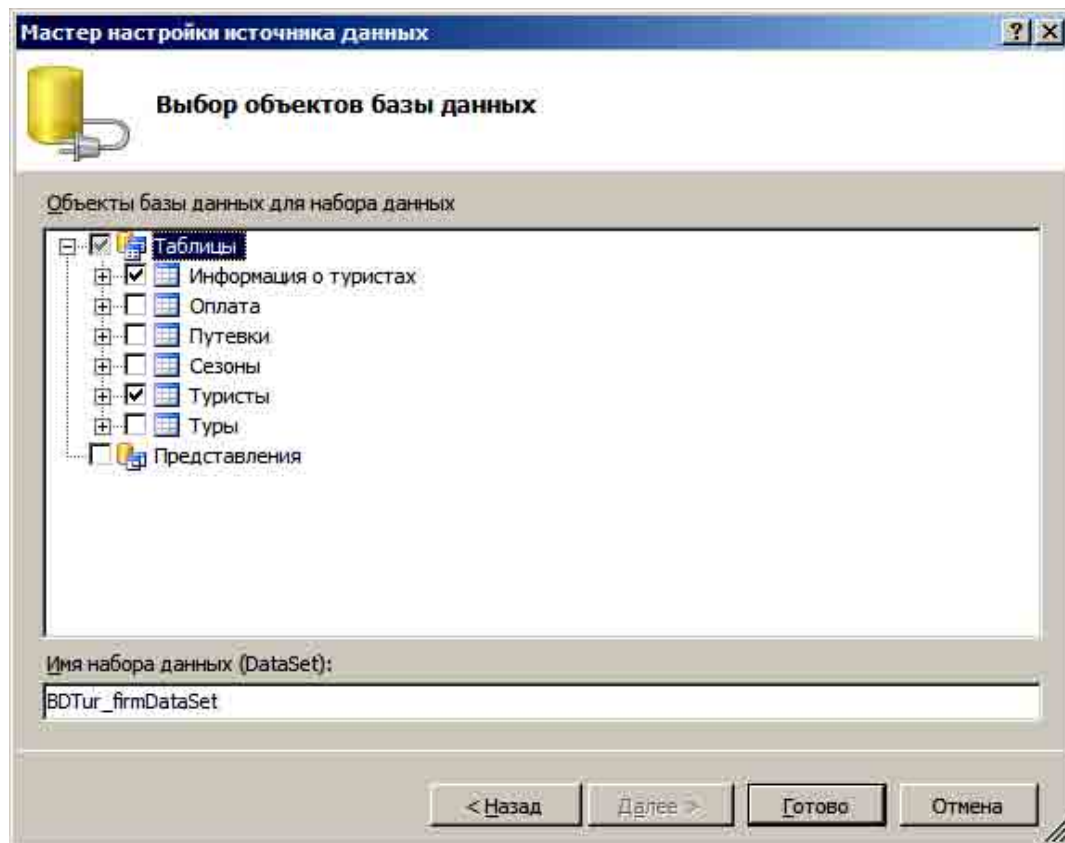 Мастер настройки источника данных
Выбор объектов базы данных
Объекты базы данных для набора данных
Таблицы
Информация о туристах
Оплата
Путевки
Сезоны
Туристы
Туры
Представления
Имя набора данных (DataSet):
BDTur_firmDataSet
< Назад Далее > Готово Отмена